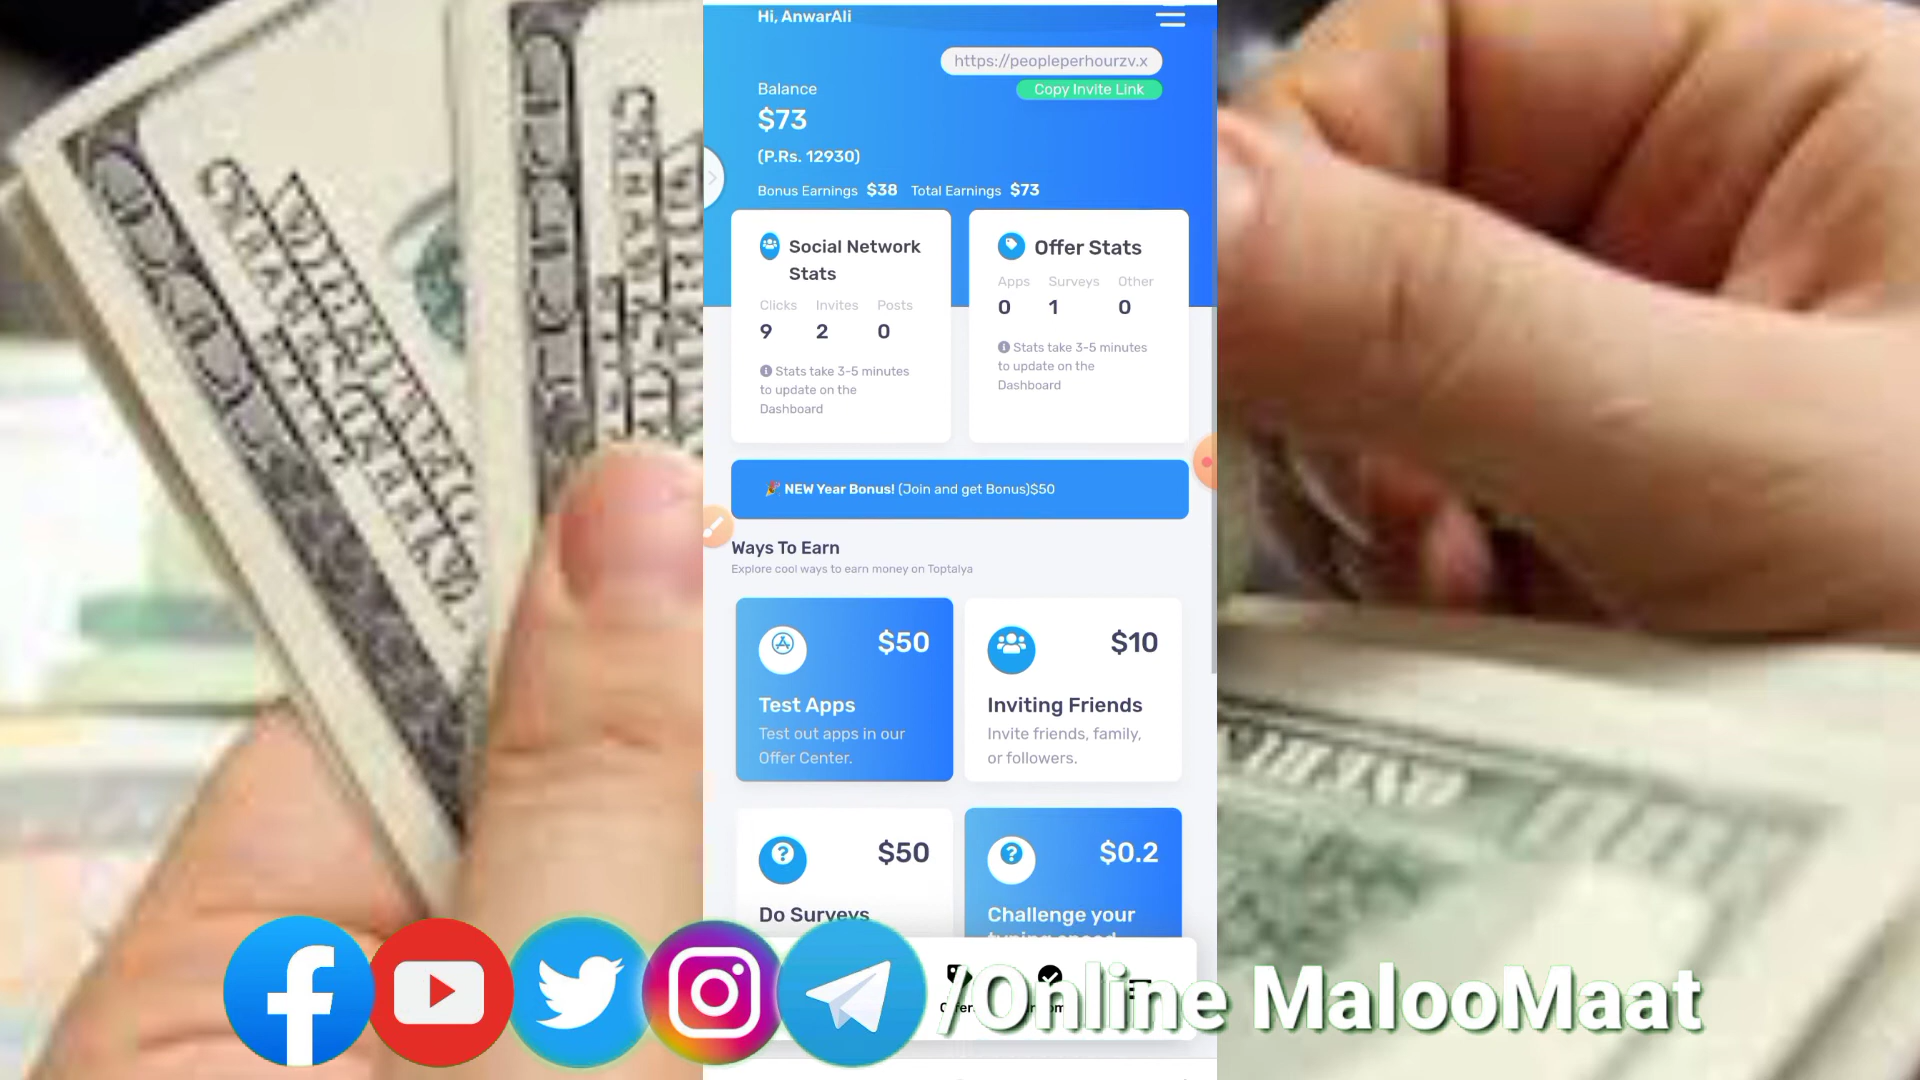 Hi, AnwarAli
https://peopleperhourzv.x
Copy Invite Link
Balance
$73
(P.Rs. 12930)
Bonus Earnings $38 Total Earnings $73
Social Network
Stats
Clicks Invites Posts
9 2 0
Stats take 3-5 minutes
to update on the
Dashboard
Offer Stats
Apps Surveys Other
0 1 0
Stats take 3-5 minutes
to update on the
Dashboard
NEW Year Bonus! (Join and get Bonus)$50
Ways To Earn
Explore cool ways to earn money on Toptalya
$50
Test Apps
Test out apps in our
Offer Center.
$10
Inviting Friends
Invite friends, family,
or followers.
$50
Do Surveys
$0.2
Challenge your
typing speed
/Online MalooMaat